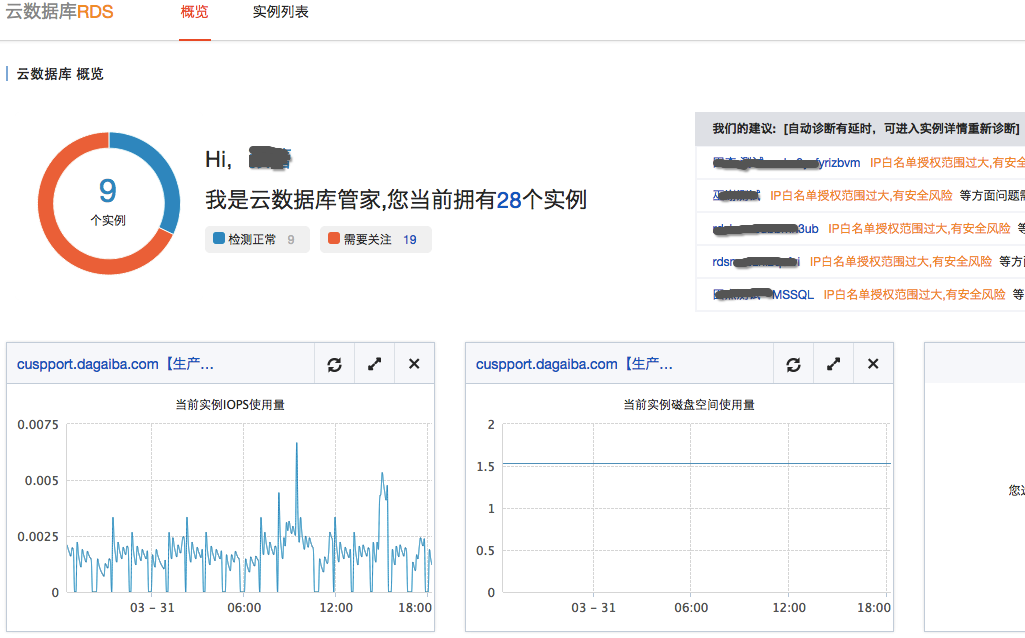 云数据库RDS 概览 实例列表
云数据库 概览
9
个实例
Hi,
我是云数据库管家,您当前拥有28个实例
检测正常 9 需要关注 19
我们的建议: [自动诊断有延时, 可进入实例详情重新诊断]
fyrizbvm IP白名单授权范围过大,有安全
IP白名单授权范围过大,有安全风险 等方面问题
3ub IP白名单授权范围过大,有安全风险
IP白名单授权范围过大,有安全风险 等方
MSSQL IP白名单授权范围过大,有安全风险 等
cuspport.dagaiba.com【生产…
当前实例IOPS使用量
0.0075
0.005
0.0025
0
03 – 31 06:00 12:00 18:00
cuspport.dagaiba.com【生产…
当前实例磁盘空间使用量
2
1.5
1
0.5
0
03 – 31 06:00 12:00 18:00